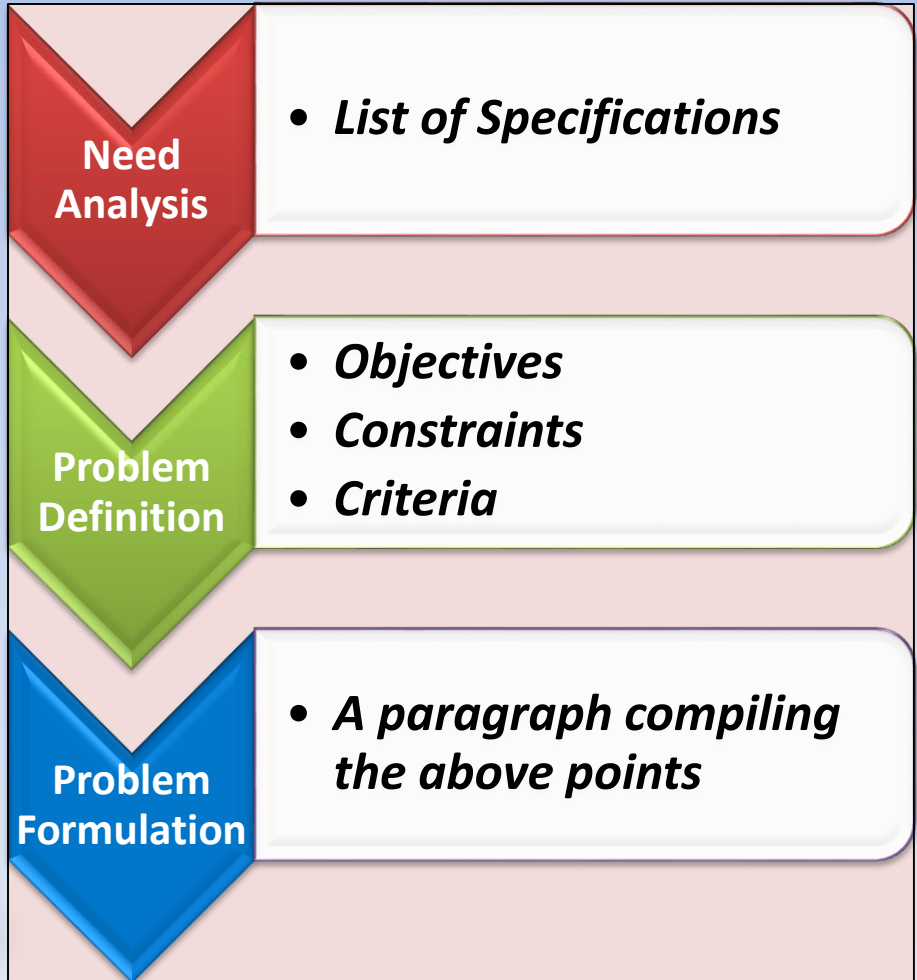 Need
Analysis
• List of Specifications
Problem
Definition
• Objectives
• Constraints
• Criteria
Problem
Formulation
• A paragraph compiling
the above points